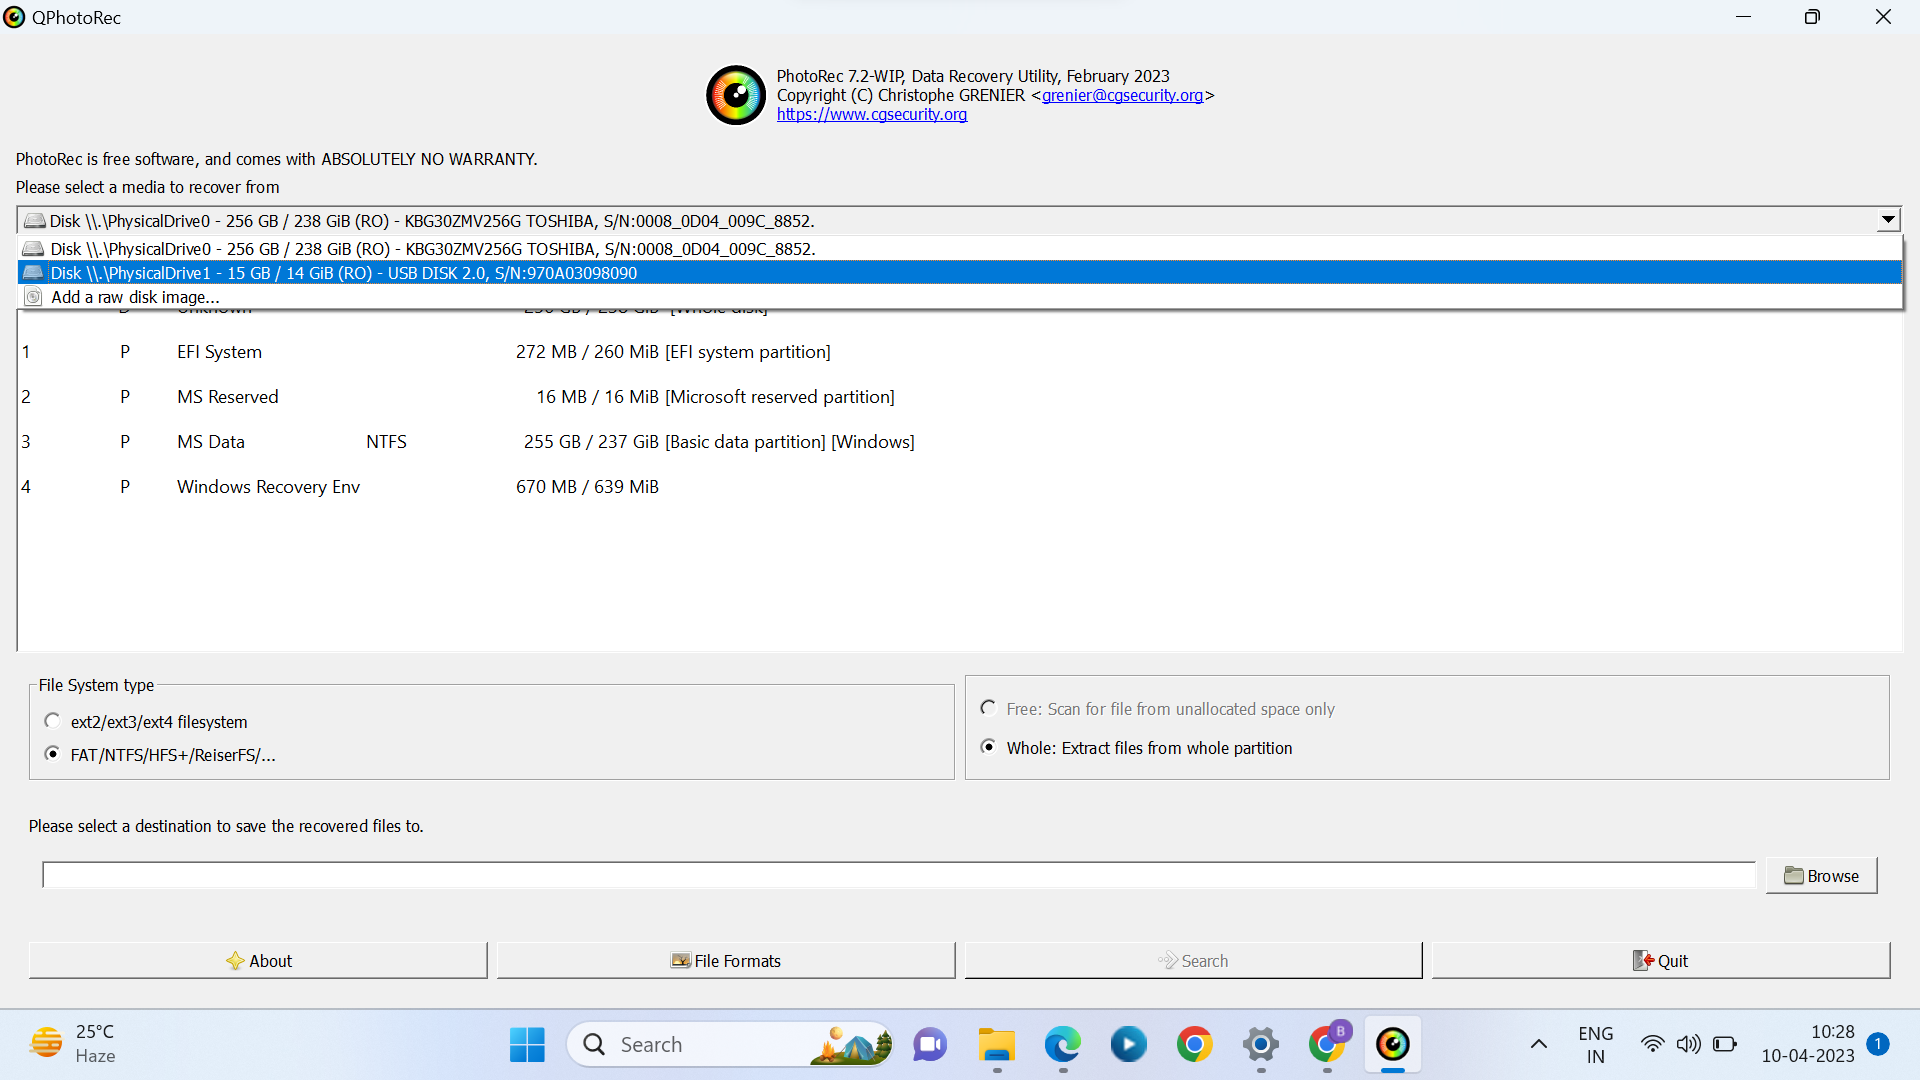 QPhotoRec
PhotoRec 7.2-WIP, Data Recovery Utility, February 2023
Copyright (C) Christophe GRENIER <grenier@cgsecurity.org>
https://www.cgsecurity.org
PhotoRec is free software, and comes with ABSOLUTELY NO WARRANTY.
Please select a media to recover from
Disk \\.\PhysicalDrive0 - 256 GB / 238 GiB (RO) - KBG30ZMV256G TOSHIBA, S/N:0008_0D04_009C_8852.
Disk \\.\PhysicalDrive0 - 256 GB / 238 GiB (RO) - KBG30ZMV256G TOSHIBA, S/N:0008_0D04_009C_8852.
Disk \\.\PhysicalDrive1 - 15 GB / 14 GiB (RO) - USB DISK 2.0, S/N:970A03098090
Add a raw disk image...
Unknown 256 GB / 238 GiB [Whole disk]
1 P EFI System 272 MB / 260 MiB [EFI system partition]
2 P MS Reserved 16 MB / 16 MiB [Microsoft reserved partition]
3 P MS Data NTFS 255 GB / 237 GiB [Basic data partition] [Windows]
4 P Windows Recovery Env 670 MB / 639 MiB
File System type
ext2/ext3/ext4 filesystem
FAT/NTFS/HFS+/ReiserFS/...
Free: Scan for file from unallocated space only
Whole: Extract files from whole partition
Please select a destination to save the recovered files to.
Browse
About File Formats Search Quit
25°C
Haze
Search
B
ENG
IN
10:28
10-04-2023
1